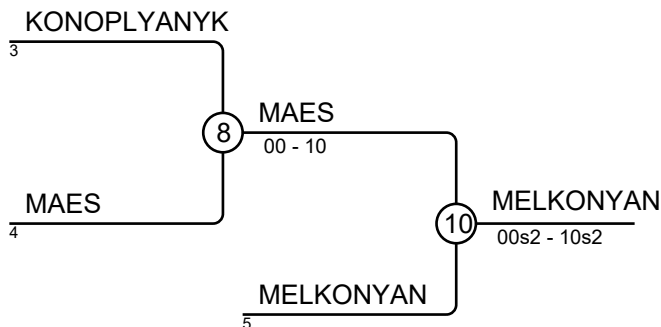 KONOPLYANYK
3
8
MAES
00 - 10
MAES
4
10
MELKONYAN
00s2 - 10s2
MELKONYAN
5